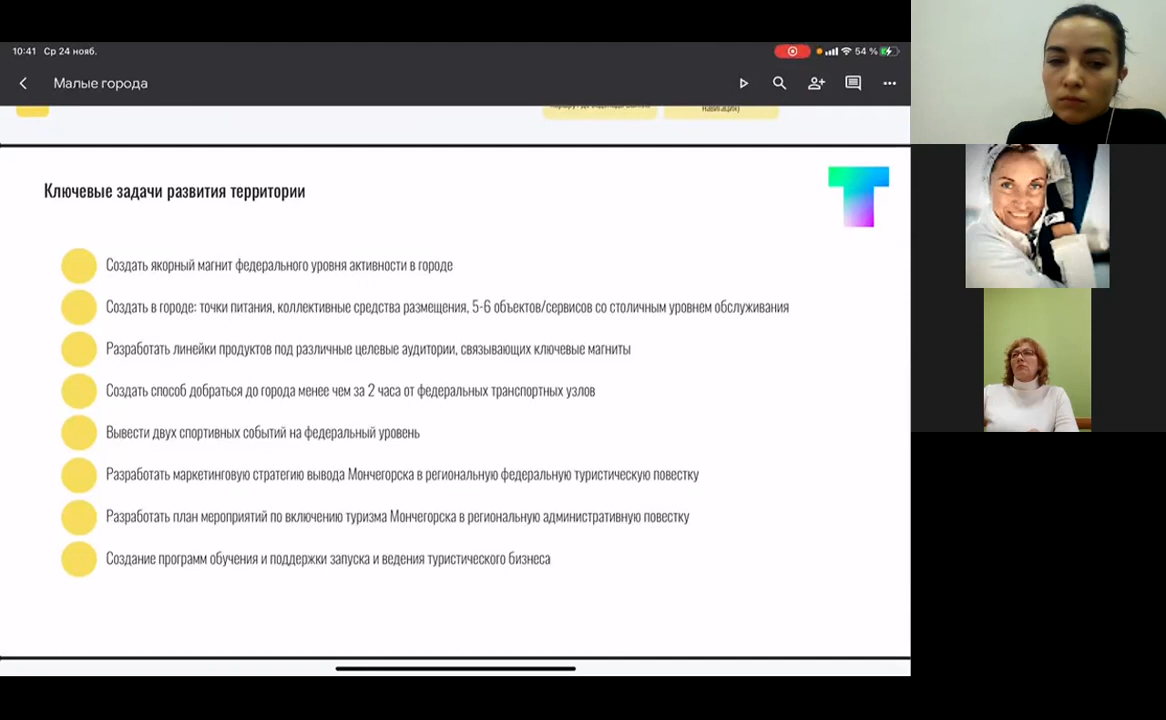 10:41 Ср 24 нояб.
54 %
Малые города
навигация)
Ключевые задачи развития территории
Т
Создать якорный магнит федерального уровня активности в городе
Создать в городе: точки питания, коллективные средства размещения, 5-6 объектов/сервисов со столичным уровнем обслуживания
Разработать линейки продуктов под различные целевые аудитории, связывающих ключевые магниты
Создать способ добраться до города менее чем за 2 часа от федеральных транспортных узлов
Вывести двух спортивных событий на федеральный уровень
Разработать маркетинговую стратегию вывода Мончегорска в региональную федеральную туристическую повестку
Разработать план мероприятий по включению туризма Мончегорска в региональную административную повестку
Создание программ обучения и поддержки запуска и ведения туристического бизнеса